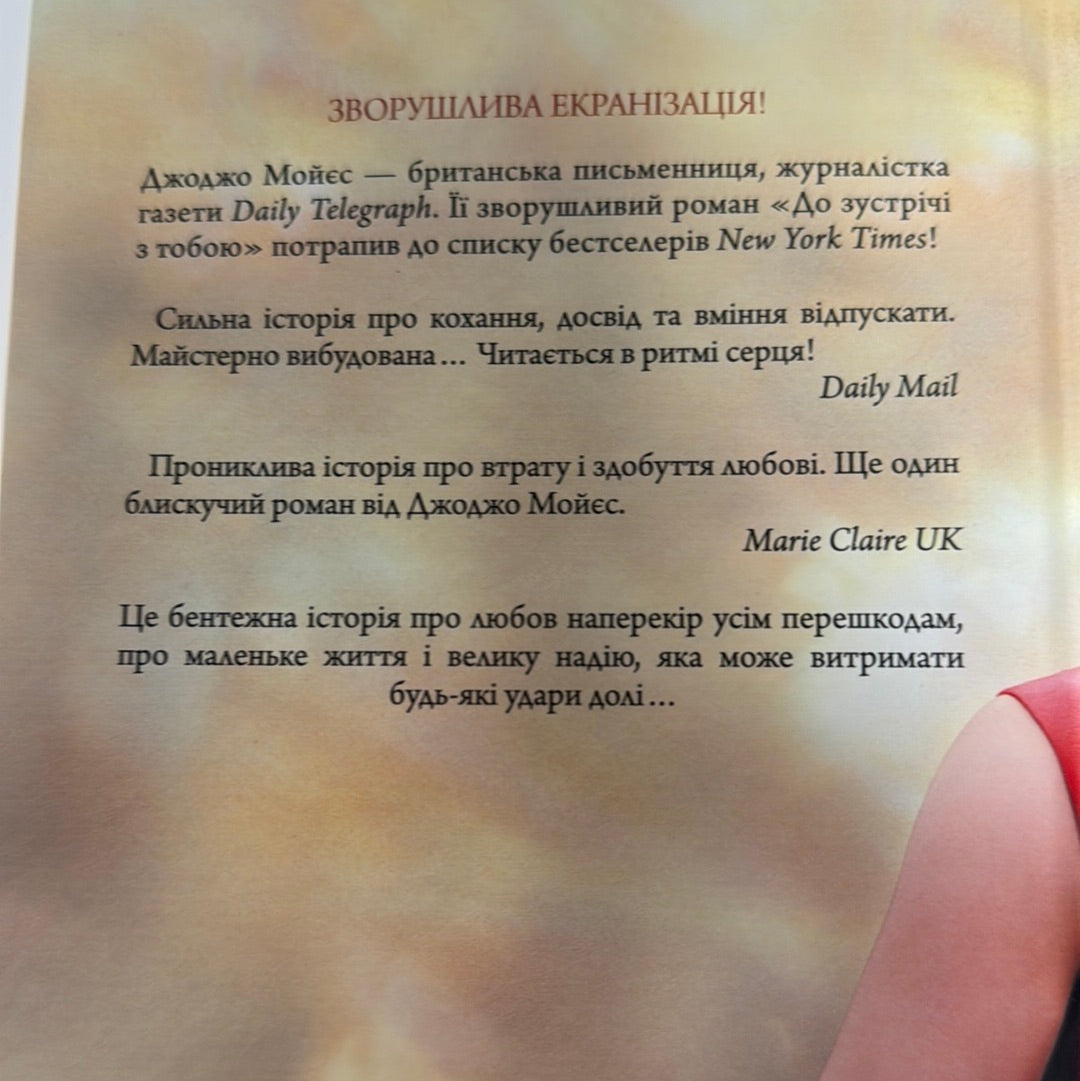 ЗВОРУШЛИВА ЕКРАНІЗАЦІЯ!
Джоджо Мойєс — британська письменниця, журналістка
газети Daily Telegraph. Її зворушливий роман «До зустрічі
з тобою» потрапив до списку бестселерів New York Times!
Сильна історія про кохання, досвід та вміння відпускати.
Майстерно вибудована... Читається в ритмі серця!
Daily Mail
Прониклива історія про втрату і здобуття любові. Ще один
блискучий роман від Джоджо Мойєс.
Marie Claire UK
Це бентежна історія про любов наперекір усім перешкодам,
про маленьке життя і велику надію, яка може витримати
будь-які удари долі...